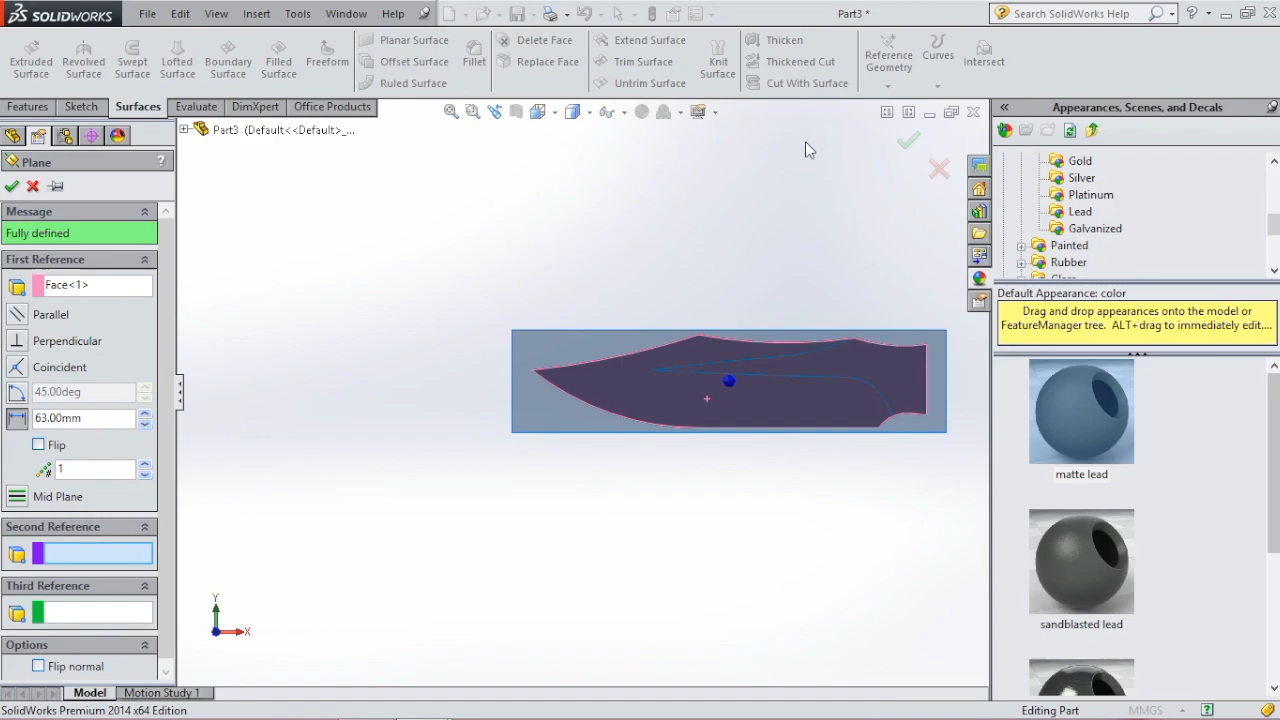 SOLIDWORKS
File
Edit
View
Insert
Tools
Window
Help
Part3 *
Search SolidWorks Help
Extruded Surface
Revolved Surface
Swept Surface
Lofted Surface
Boundary Surface
Filled Surface
Freeform
Planar Surface
Offset Surface
Ruled Surface
Fillet
Delete Face
Replace Face
Extend Surface
Trim Surface
Untrim Surface
Knit Surface
Thicken
Thickened Cut
Cut With Surface
Reference Geometry
Curves
Intersect
Features
Sketch
Surfaces
Evaluate
DimXpert
Office Products
Part3 (Default<<Default>_...
Plane
?
Message
Fully defined
First Reference
Face<1>
Parallel
Perpendicular
Coincident
45.00deg
63.00mm
Flip
1
Mid Plane
Second Reference
Third Reference
Options
Flip normal
Y
X
Appearances, Scenes, and Decals
Gold
Silver
Platinum
Lead
Galvanized
Painted
Rubber
Default Appearance: color
Drag and drop appearances onto the model or
FeatureManager tree. ALT+drag to immediately edit....
matte lead
sandblasted lead
Model
Motion Study 1
SolidWorks Premium 2014 x64 Edition
Editing Part
MMGS